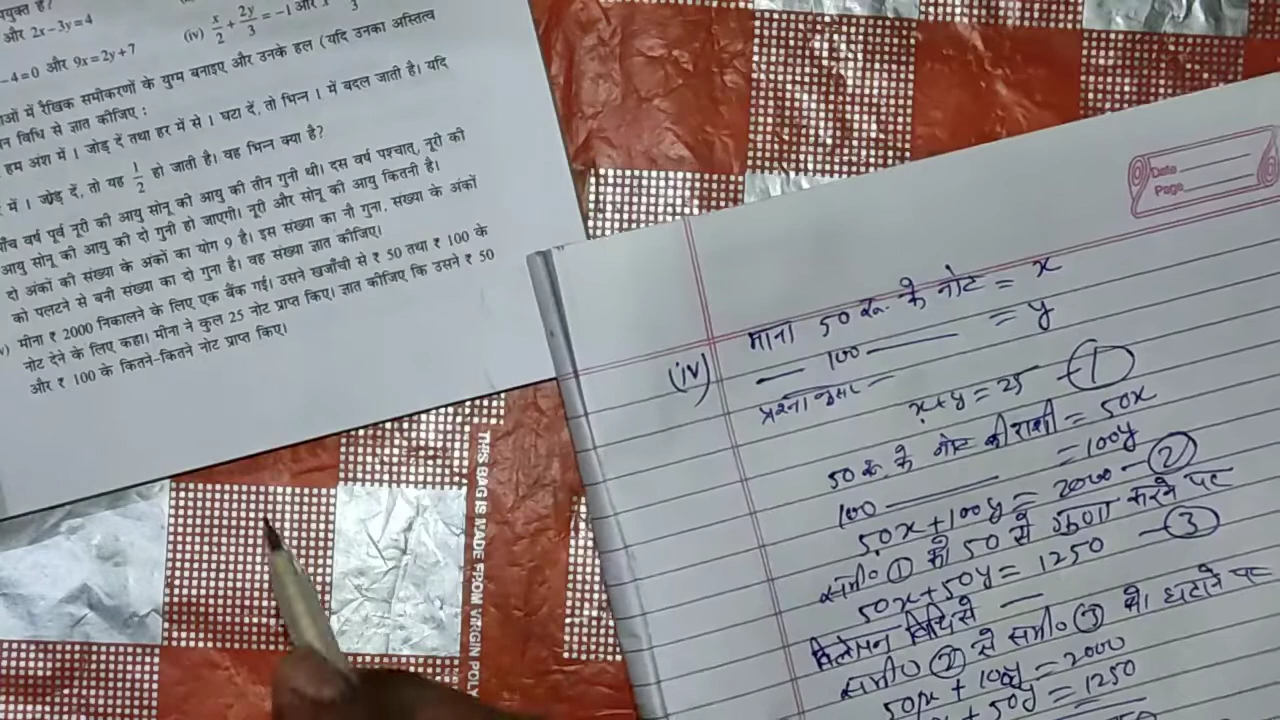 और 2x-3y=4
(iv) x/2 + 2y/3 = -1 और x
-4=0 और 9x=2y+7
में रैखिक समीकरणों के युग्म बनाइए और उनके हल (यदि उनका अस्तित्व
विधि से ज्ञात कीजिए :
हम अंश में 1 जोड़ दें तथा हर में से 1 घटा दें, तो भिन्न 1 में बदल जाती है। यदि
में 1 जोड़ दें, तो यह 1/2 हो जाती है। वह भिन्न क्या है?
वर्ष पूर्व नूरी की आयु सोनू की आयु की तीन गुनी थी। दस वर्ष पश्चात्, नूरी की
आयु सोनू की आयु की दो गुनी हो जाएगी। नूरी और सोनू की आयु कितनी है।
दो अंकों की संख्या के अंकों का योग 9 है। इस संख्या का नौ गुना, संख्या के अंकों
को पलटने से बनी संख्या का दो गुना है। वह संख्या ज्ञात कीजिए।
मीना ₹ 2000 निकालने के लिए एक बैंक गई। उसने खजाँची से ₹ 50 तथा ₹ 100 के
नोट देने के लिए कहा। मीना ने कुल 25 नोट प्राप्त किए। ज्ञात कीजिए कि उसने ₹ 50
और ₹ 100 के कितने-कितने नोट प्राप्त किए।
THIS BAG IS MADE FROM VIRGIN POLY
Date
Page
(iv) माना 50 रू. के नोट = x
— 100 — = y
प्रश्नानुसार —
x+y=25 — ①
50 रू. के नोट की राशी = 50x
100 — = 100y
50x+100y = 2000 — ②
समी० ① को 50 से गुणा करने पर
50x+50y = 1250 — ③
विलोपन विधि से —
समी० ② से समी० ③ को घटाने पर
50x + 100y = 2000
x + 50y = 1250